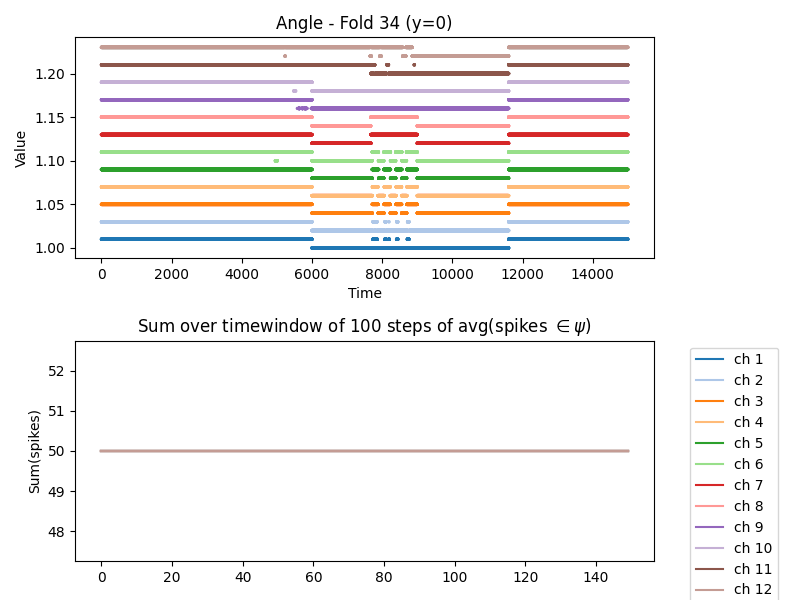 Angle - Fold 34 (y=0)
Value
1.20
1.15
1.10
1.05
1.00
0 2000 4000 6000 8000 10000 12000 14000
Time
Sum over timewindow of 100 steps of avg(spikes ∈ ψ)
Sum(spikes)
52
51
50
49
48
0 20 40 60 80 100 120 140
ch 1
ch 2
ch 3
ch 4
ch 5
ch 6
ch 7
ch 8
ch 9
ch 10
ch 11
ch 12